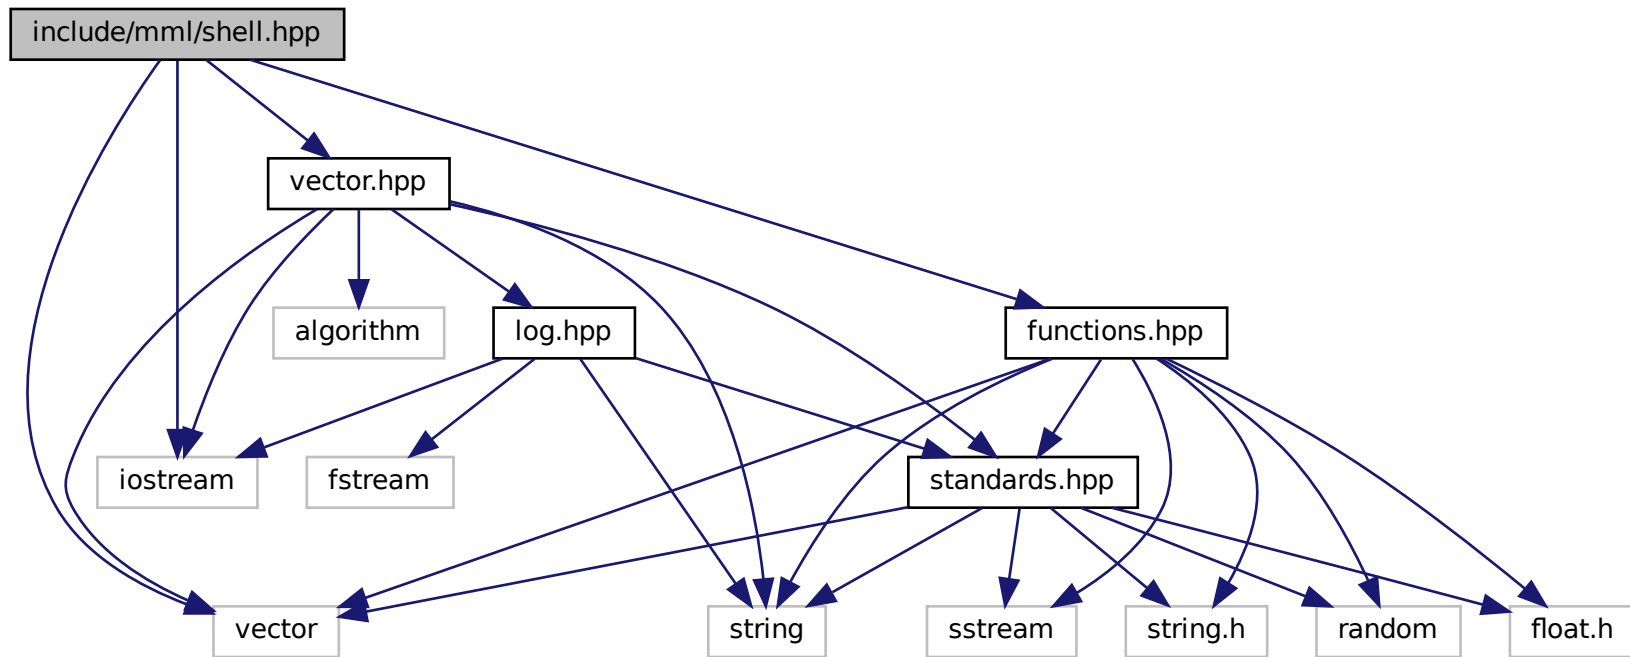 include/mml/shell.hpp
vector.hpp
algorithm
log.hpp
functions.hpp
iostream
fstream
standards.hpp
vector
string
sstream
string.h
random
float.h